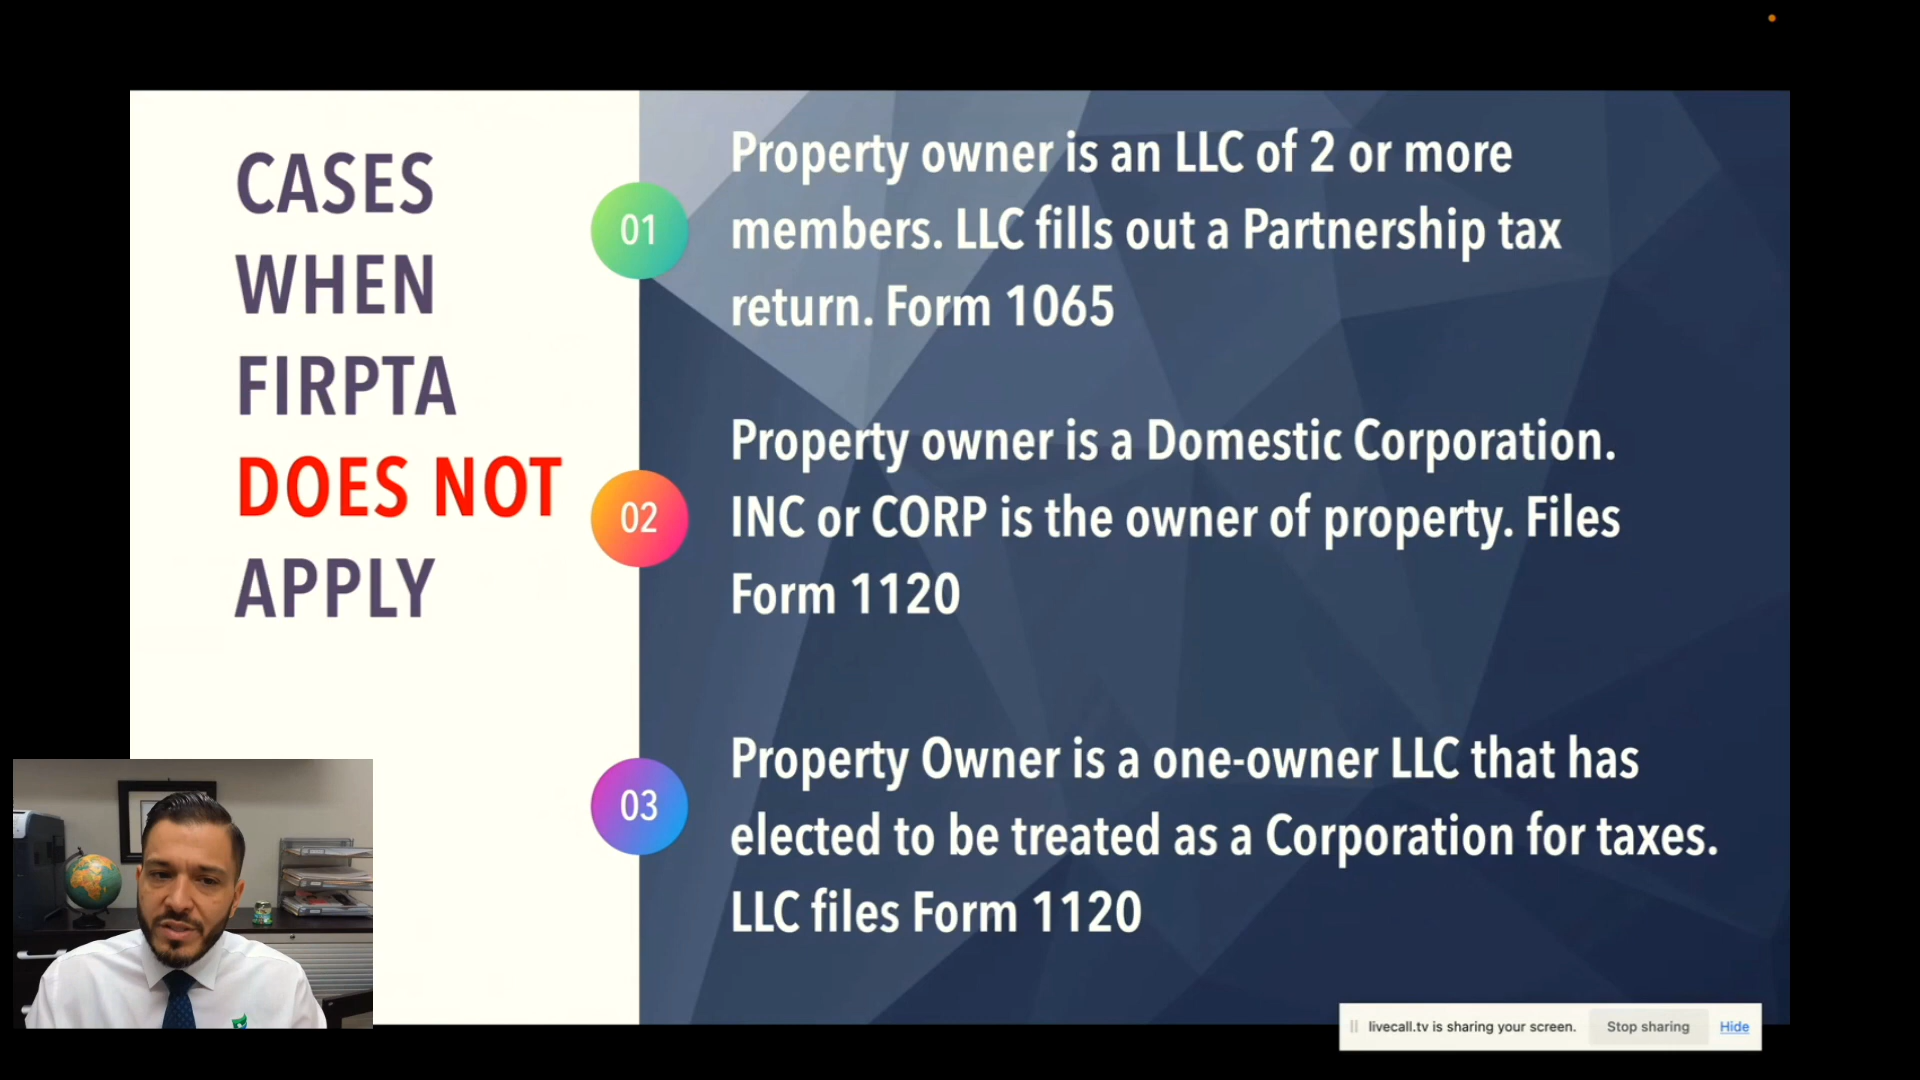 CASES
WHEN
FIRPTA
DOES NOT
APPLY
01
Property owner is an LLC of 2 or more
members. LLC fills out a Partnership tax
return. Form 1065
02
Property owner is a Domestic Corporation.
INC or CORP is the owner of property. Files
Form 1120
03
Property Owner is a one-owner LLC that has
elected to be treated as a Corporation for taxes.
LLC files Form 1120
livecall.tv is sharing your screen. Stop sharing Hide